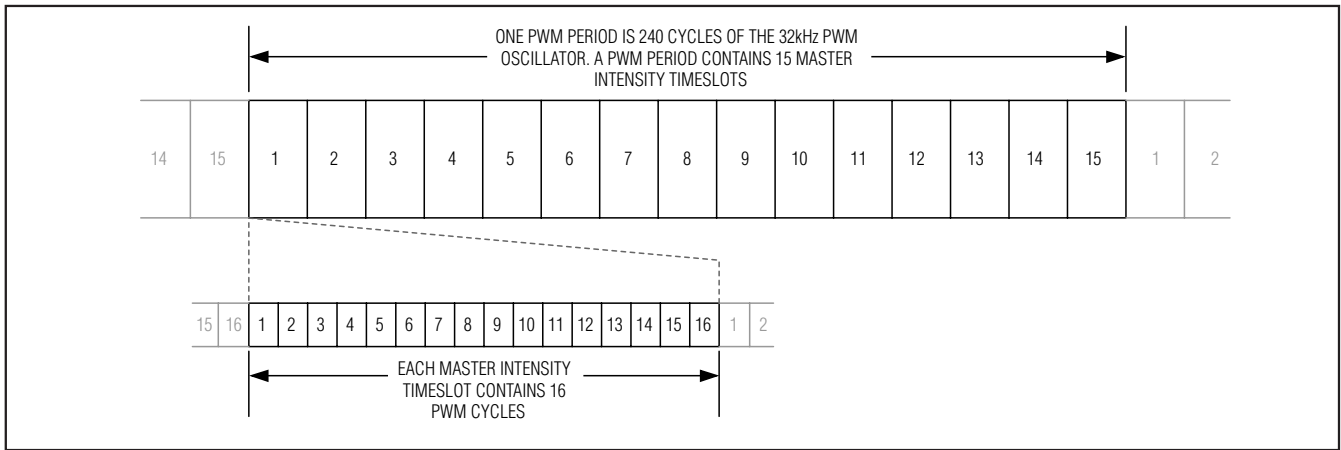 ONE PWM PERIOD IS 240 CYCLES OF THE 32kHz PWM
OSCILLATOR. A PWM PERIOD CONTAINS 15 MASTER
INTENSITY TIMESLOTS
14 15 1 2 3 4 5 6 7 8 9 10 11 12 13 14 15 1 2
15 16 1 2 3 4 5 6 7 8 9 10 11 12 13 14 15 16 1 2
EACH MASTER INTENSITY
TIMESLOT CONTAINS 16
PWM CYCLES